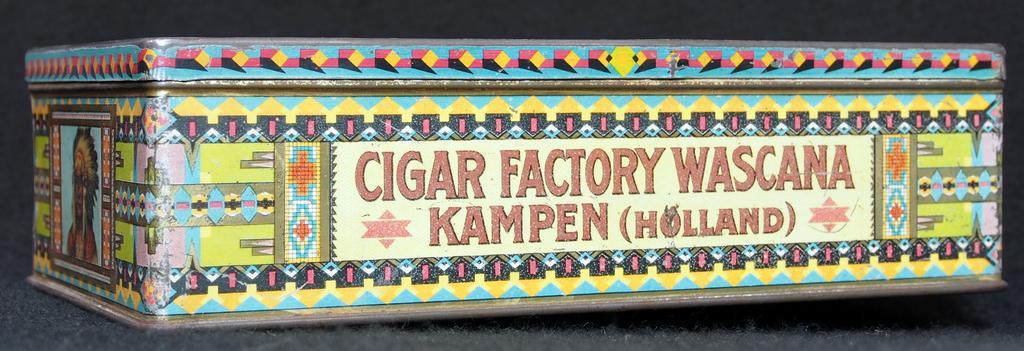 CIGAR FACTORY WASCANA
KAMPEN (HOLLAND)